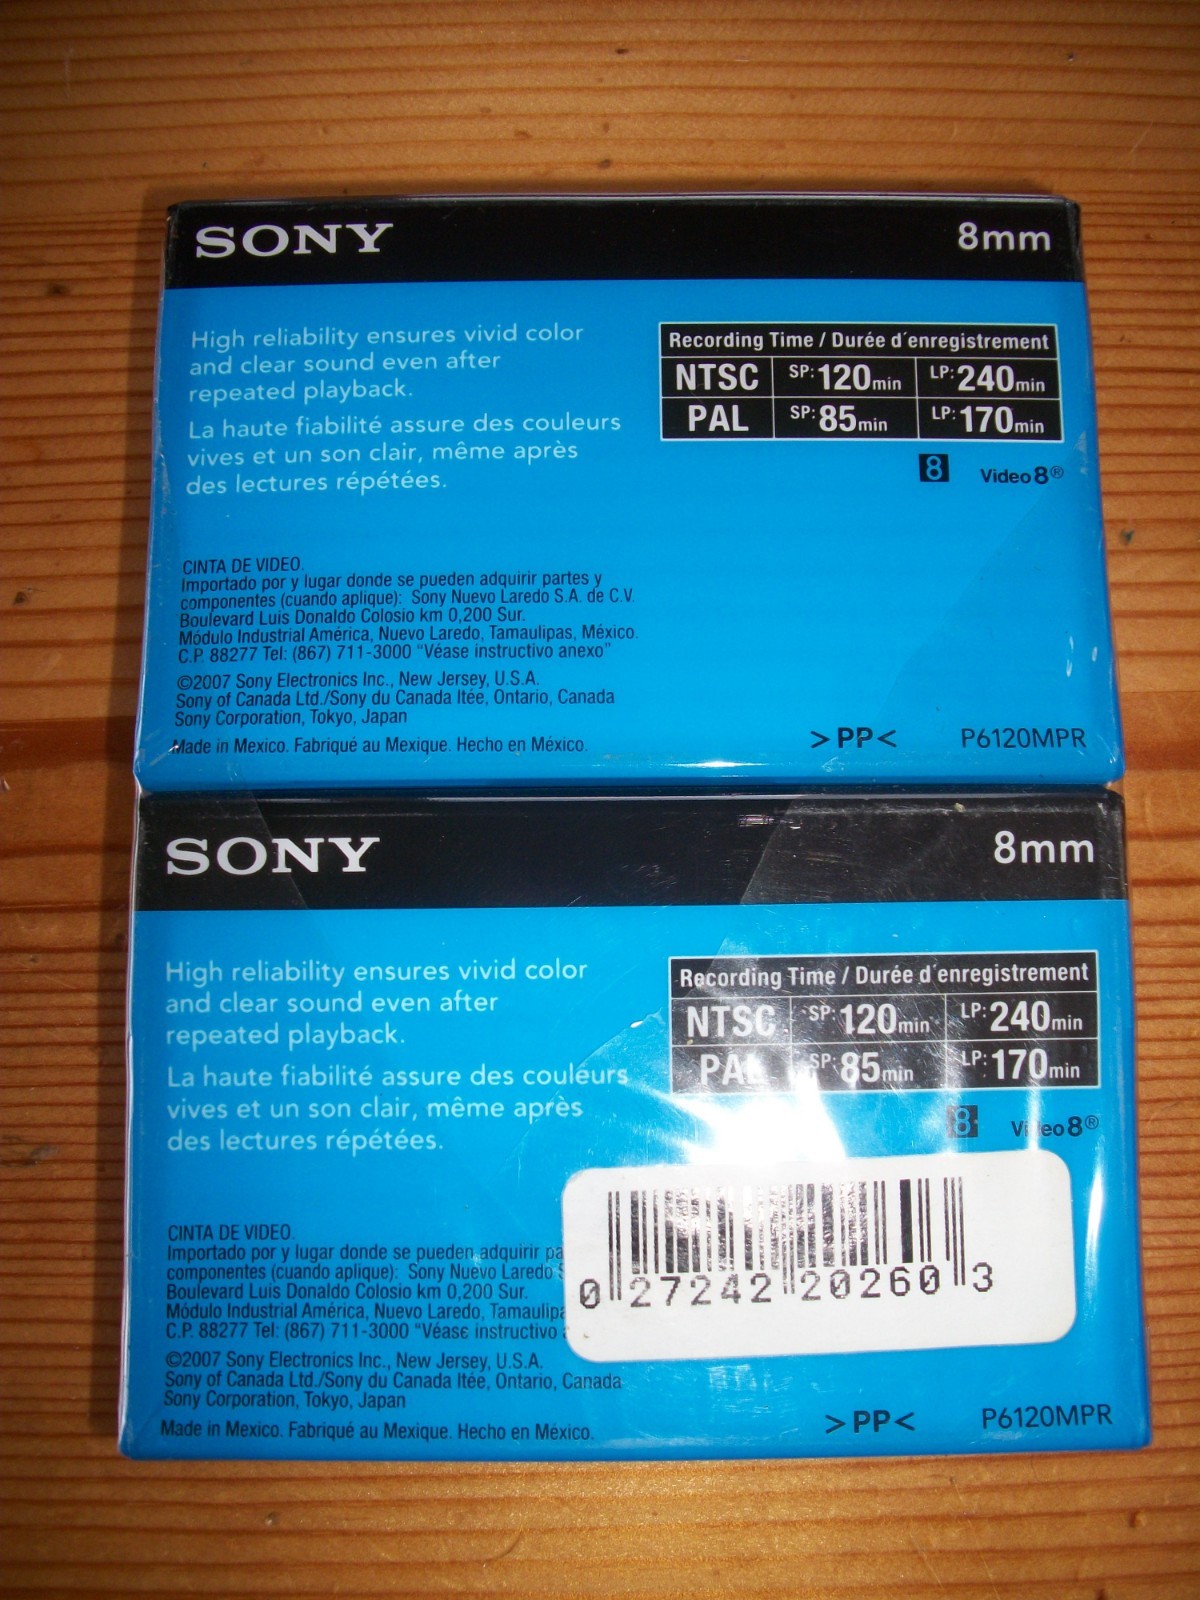 SONY
8mm
High reliability ensures vivid color
and clear sound even after
repeated playback.
La haute fiabilité assure des couleurs
vives et un son clair, même après
des lectures répétées.
Recording Time / Durée d'enregistrement
NTSC SP: 120min LP: 240min
PAL SP: 85min LP: 170min
8 Video8®
CINTA DE VIDEO.
Importado por y lugar donde se pueden adquirir partes y
componentes (cuando aplique): Sony Nuevo Laredo S.A. de C.V.
Boulevard Luis Donaldo Colosio km 0,200 Sur.
Módulo Industrial América, Nuevo Laredo, Tamaulipas, México.
C.P. 88277 Tel: (867) 711-3000 "Véase instructivo anexo"
©2007 Sony Electronics Inc., New Jersey, U.S.A.
Sony of Canada Ltd./Sony du Canada ltée, Ontario, Canada
Sony Corporation, Tokyo, Japan
Made in Mexico. Fabriqué au Mexique. Hecho en México.
>PP< P6120MPR
SONY
8mm
High reliability ensures vivid color
and clear sound even after
repeated playback.
La haute fiabilité assure des couleurs
vives et un son clair, même après
des lectures répétées.
Recording Time / Durée d'enregistrement
NTSC SP: 120min LP: 240min
PAL SP: 85min LP: 170min
8 Video8®
CINTA DE VIDEO.
Importado por y lugar donde se pueden adquirir pa
componentes (cuando aplique): Sony Nuevo Laredo S
Boulevard Luis Donaldo Colosio km 0,200 Sur.
Módulo Industrial América, Nuevo Laredo, Tamaulipa
C.P. 88277 Tel: (867) 711-3000 "Véase instructivo
©2007 Sony Electronics Inc., New Jersey, U.S.A.
Sony of Canada Ltd./Sony du Canada ltée, Ontario, Canada
Sony Corporation, Tokyo, Japan
Made in Mexico. Fabriqué au Mexique. Hecho en México.
0 27242 20260 3
>PP< P6120MPR